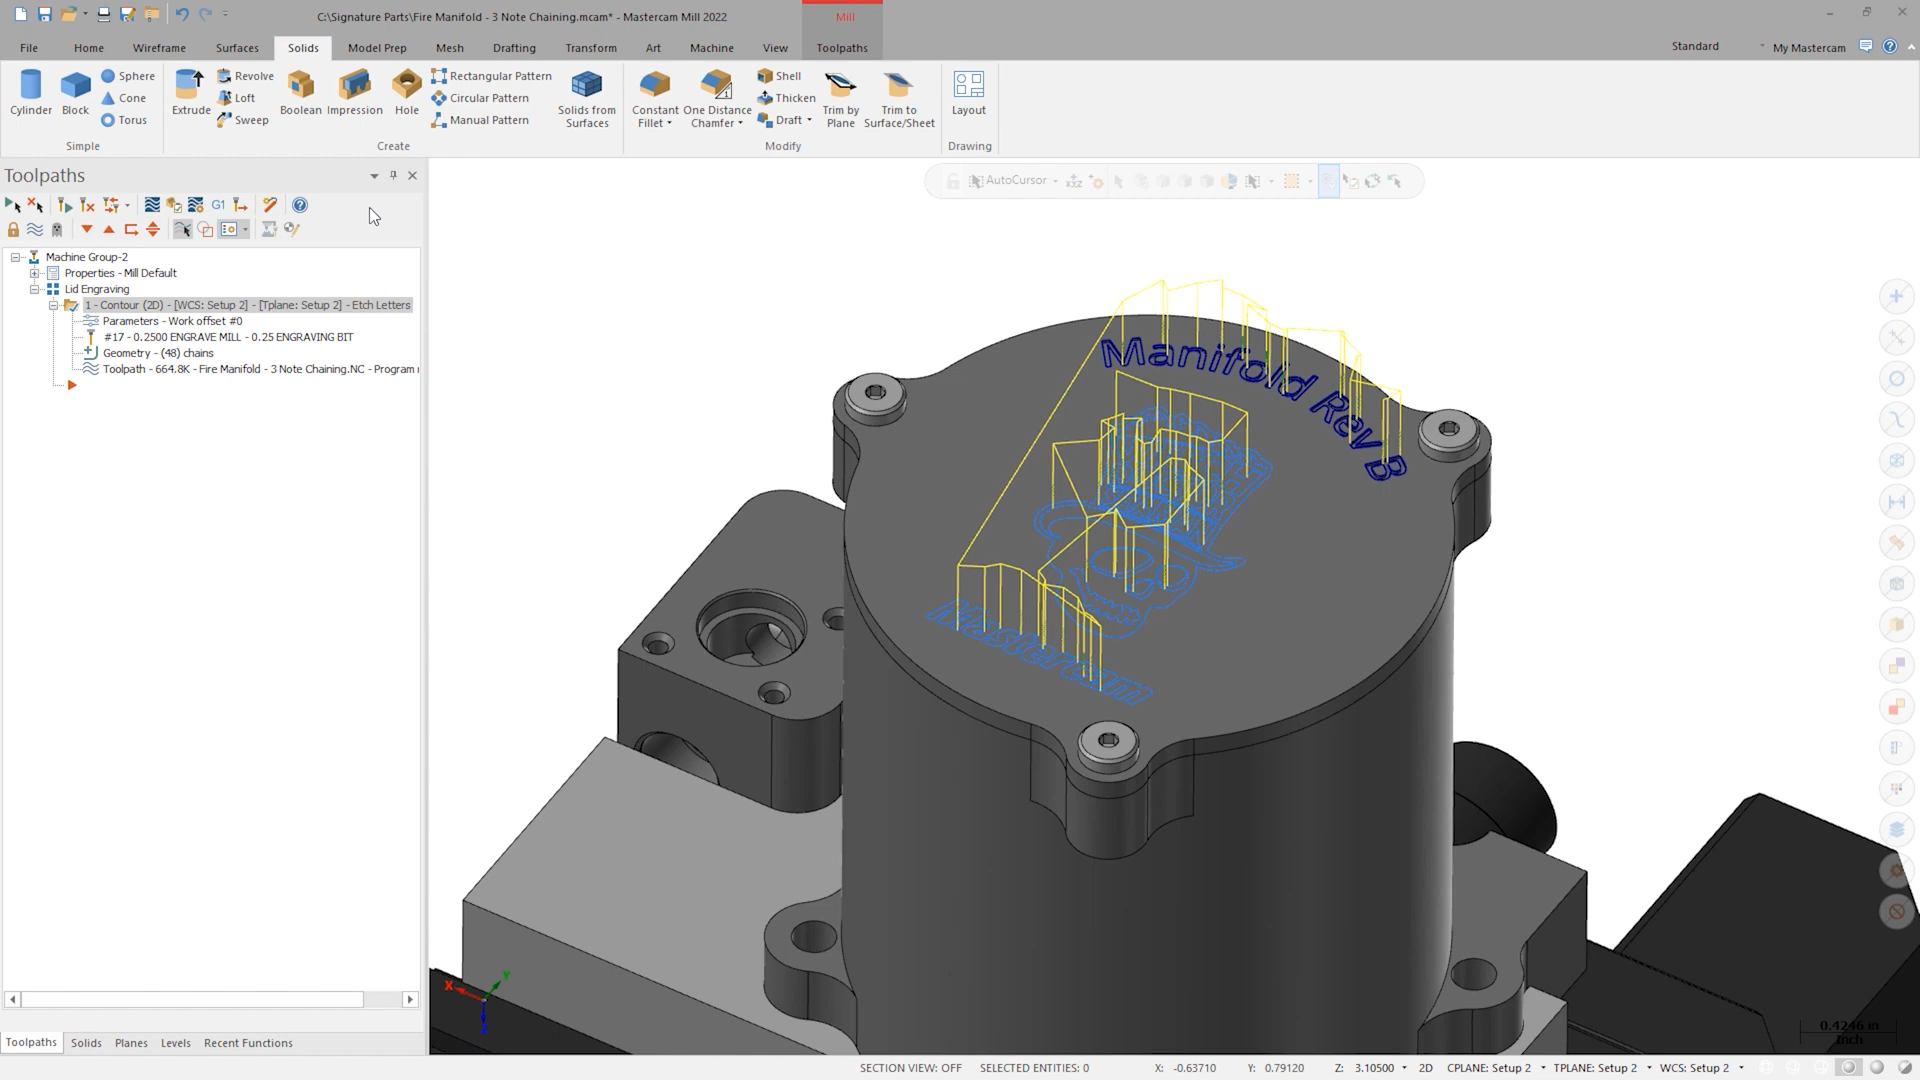 C:\Signature Parts\Fire Manifold - 3 Note Chaining.mcam* - Mastercam Mill 2022
Mill
File Home Wireframe Surfaces Solids Model Prep Mesh Drafting Transform Art Machine View Toolpaths
Standard My Mastercam
Cylinder Block Sphere Cone Torus
Simple
Extrude Revolve Loft Sweep Boolean Impression Hole Rectangular Pattern Circular Pattern Manual Pattern Solids from Surfaces
Create
Constant Fillet One Distance Chamfer Shell Thicken Draft Trim by Plane Trim to Surface/Sheet
Modify
Layout
Drawing
Toolpaths
AutoCursor
G1
Machine Group-2
Properties - Mill Default
Lid Engraving
1 - Contour (2D) - [WCS: Setup 2] - [Tplane: Setup 2] - Etch Letters
Parameters - Work offset #0
#17 - 0.2500 ENGRAVE MILL - 0.25 ENGRAVING BIT
Geometry - (48) chains
Toolpath - 664.8K - Fire Manifold - 3 Note Chaining.NC - Program
Manifold Rev B
Mastercam
X Y Z
0.4246 in
Inch
Toolpaths Solids Planes Levels Recent Functions
SECTION VIEW: OFF SELECTED ENTITIES: 0 X: -0.63710 Y: 0.79120 Z: 3.10500 2D CPLANE: Setup 2 TPLANE: Setup 2 WCS: Setup 2